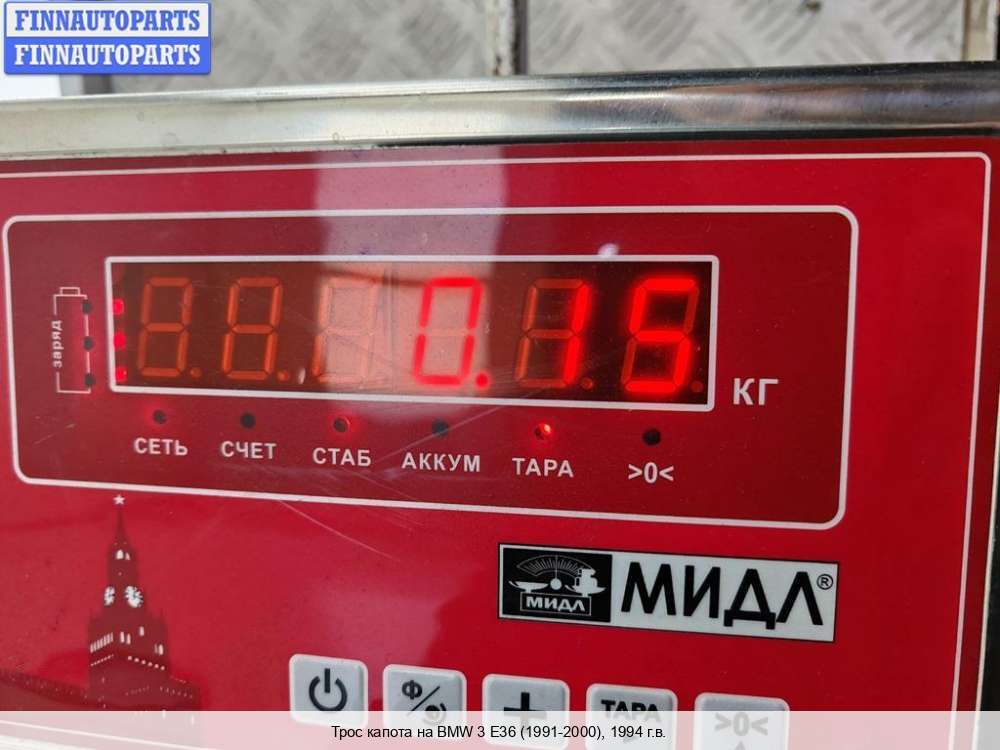 FINNAUTOPARTS
FINNAUTOPARTS
заряд
0.15
КГ
СЕТЬ СЧЕТ СТАБ АККУМ ТАРА >0<
МИДЛ
МИДЛ®
Ф/
+
ТАРА
>0<
Трос капота на BMW 3 E36 (1991-2000), 1994 г.в.